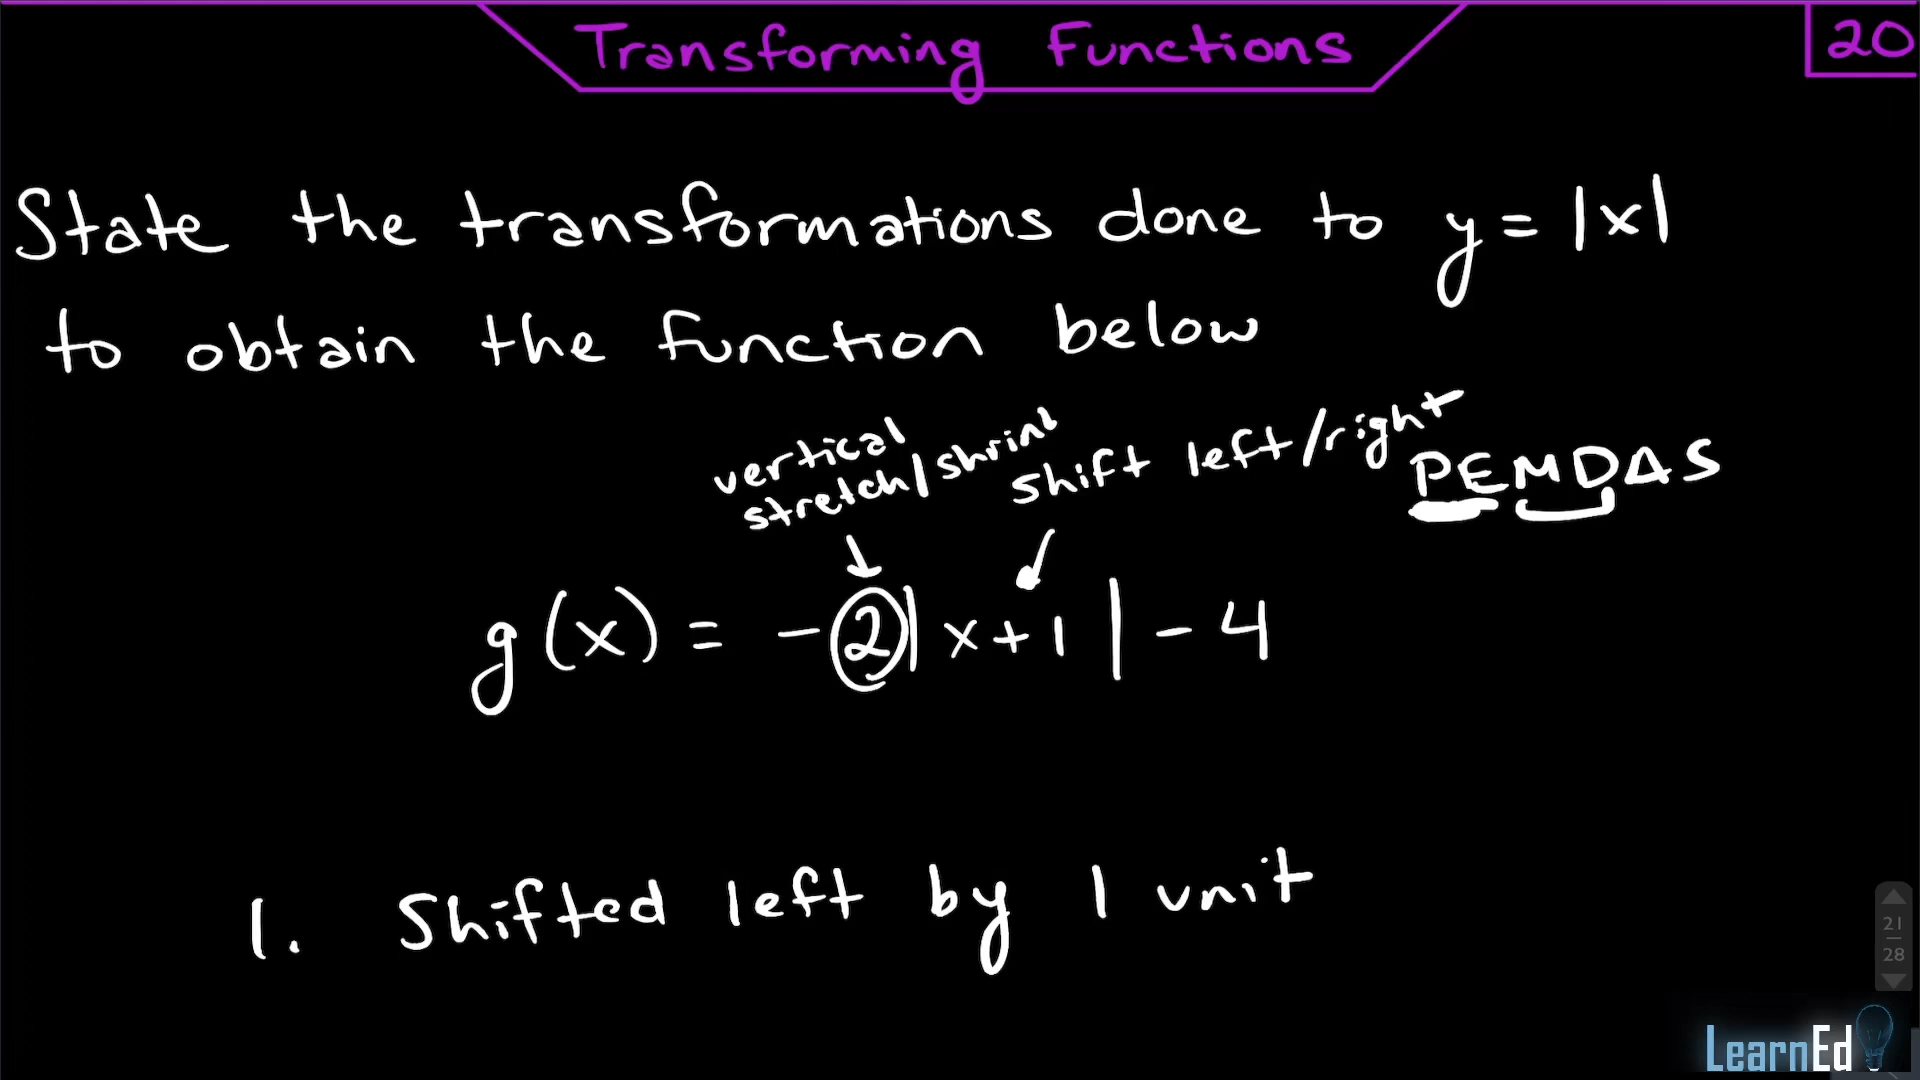 Transforming Functions
20
State the transformations done to y = |x|
to obtain the function below
vertical
stretch/shrink
shift left/right
PEMDAS
g(x) = -2|x+1|-4
1. Shifted left by 1 unit
21
28
LearnEd